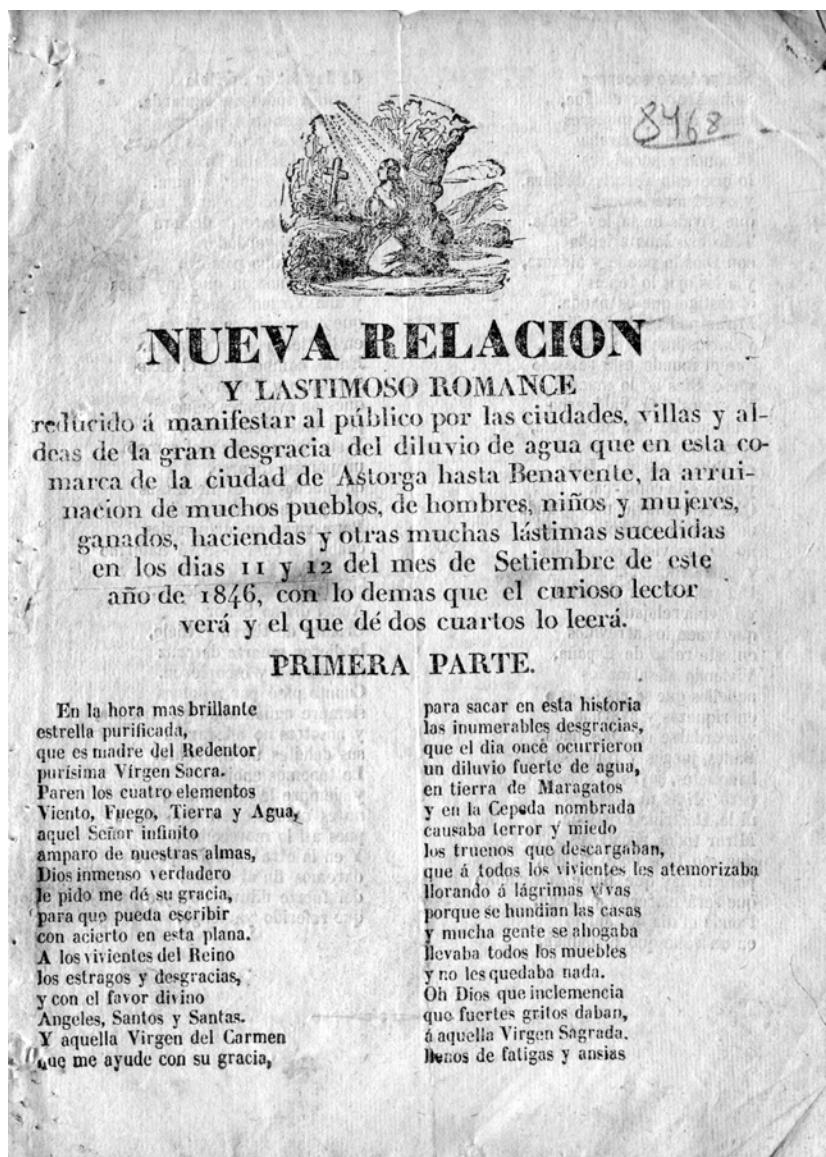 8468
NUEVA RELACION
Y LASTIMOSO ROMANCE
reducido á manifestar al público por las ciudades, villas y al-
deas de la gran desgracia del diluvio de agua que en esta co-
marca de la ciudad de Astorga hasta Benavente, la arrui-
nacion de muchos pueblos, de hombres, niños y mujeres,
ganados, haciendas y otras muchas lástimas sucedidas
en los dias 11 y 12 del mes de Setiembre de este
año de 1846, con lo demas que el curioso lector
verá y el que dé dos cuartos lo leerá.
PRIMERA PARTE.
En la hora mas brillante
estrella purificada,
que es madre del Redentor
purísima Vírgen Sacra.
Paren los cuatro elementos
Viento, Fuego, Tierra y Agua,
aquel Señor infinito
amparo de nuestras almas,
Dios inmenso verdadero
le pido me dé su gracia,
para que pueda escribir
con acierto en esta plana.
A los vivientes del Reino
los estragos y desgracias,
y con el favor divino
Angeles, Santos y Santas.
Y aquella Virgen del Carmen
que me ayude con su gracia,
para sacar en esta historia
las inumerables desgracias,
que el dia once ocurrieron
un diluvio fuerte de agua,
en tierra de Maragatos
y en la Cepeda nombrada
causaba terror y miedo
los truenos que descargaban,
que á todos los vivientes les atemorizaba
llorando á lágrimas vivas
porque se hundian las casas
y mucha gente se ahogaba
llevaba todos los muebles
y no les quedaba nada.
Oh Dios que inclemencia
que fuertes gritos daban,
á aquella Virgen Sagrada.
llenos de fatigas y ansias